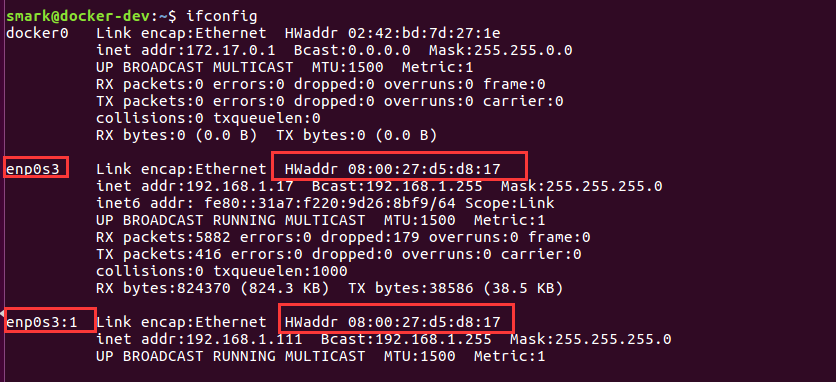 smark@docker-dev:~$ ifconfig
docker0   Link encap:Ethernet  HWaddr 02:42:bd:7d:27:1e
          inet addr:172.17.0.1  Bcast:0.0.0.0  Mask:255.255.0.0
          UP BROADCAST MULTICAST  MTU:1500  Metric:1
          RX packets:0 errors:0 dropped:0 overruns:0 frame:0
          TX packets:0 errors:0 dropped:0 overruns:0 carrier:0
          collisions:0 txqueuelen:0
          RX bytes:0 (0.0 B)  TX bytes:0 (0.0 B)
enp0s3    Link encap:Ethernet  HWaddr 08:00:27:d5:d8:17
          inet addr:192.168.1.17  Bcast:192.168.1.255  Mask:255.255.255.0
          inet6 addr: fe80::31a7:f220:9d26:8bf9/64 Scope:Link
          UP BROADCAST RUNNING MULTICAST  MTU:1500  Metric:1
          RX packets:5882 errors:0 dropped:179 overruns:0 frame:0
          TX packets:416 errors:0 dropped:0 overruns:0 carrier:0
          collisions:0 txqueuelen:1000
          RX bytes:824370 (824.3 KB)  TX bytes:38586 (38.5 KB)
enp0s3:1  Link encap:Ethernet  HWaddr 08:00:27:d5:d8:17
          inet addr:192.168.1.111  Bcast:192.168.1.255  Mask:255.255.255.0
          UP BROADCAST RUNNING MULTICAST  MTU:1500  Metric:1